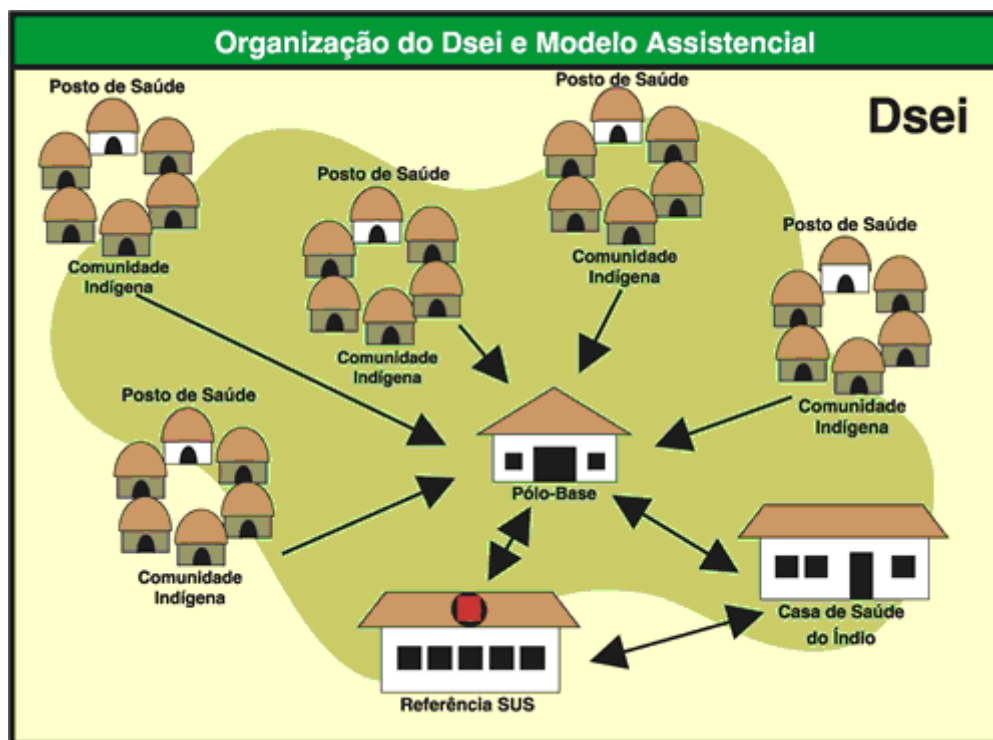 Organização do Dsei e Modelo Assistencial
Dsei
Posto de Saúde
Comunidade
Indígena
Posto de Saúde
Comunidade
Indígena
Posto de Saúde
Comunidade
Indígena
Posto de Saúde
Comunidade
Indígena
Posto de Saúde
Comunidade
Indígena
Pólo-Base
Casa de Saúde
do Índio
Referência SUS